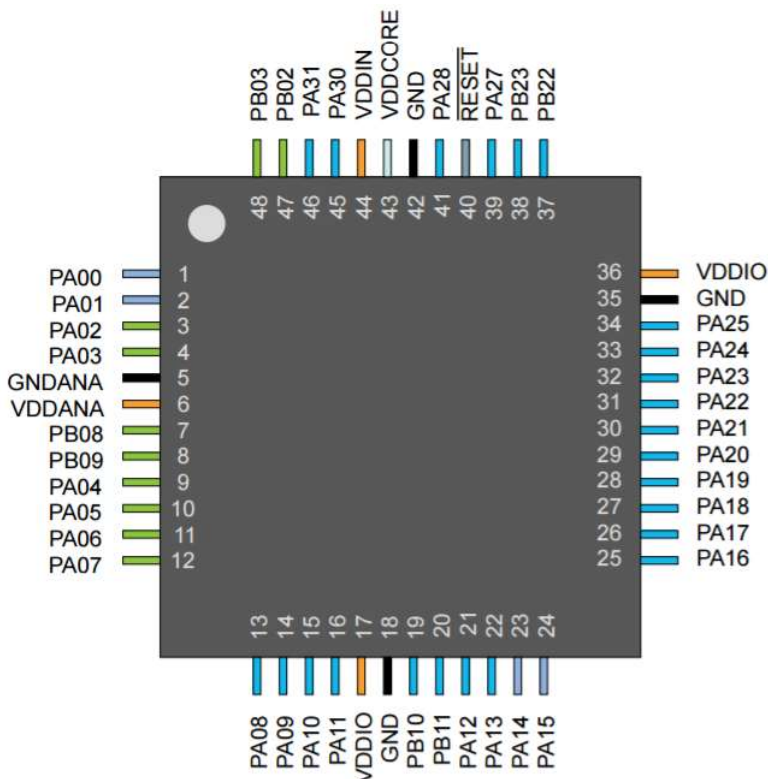 PB03 PB02 PA31 PA30 VDDIN VDDCORE GND PA28 RESET PA27 PB23 PB22
48 47 46 45 44 43 42 41 40 39 38 37
PA00 1 36 VDDIO
PA01 2 35 GND
PA02 3 34 PA25
PA03 4 33 PA24
GNDANA 5 32 PA23
VDDANA 6 31 PA22
PB08 7 30 PA21
PB09 8 29 PA20
PA04 9 28 PA19
PA05 10 27 PA18
PA06 11 26 PA17
PA07 12 25 PA16
13 14 15 16 17 18 19 20 21 22 23 24
PA08 PA09 PA10 PA11 VDDIO GND PB10 PB11 PA12 PA13 PA14 PA15